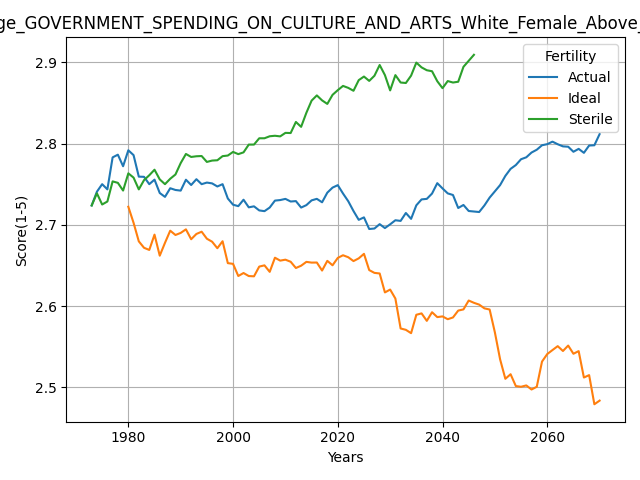 ge_GOVERNMENT_SPENDING_ON_CULTURE_AND_ARTS_White_Female_Above_
2.9
2.8
2.7
2.6
2.5
Score(1-5)
Fertility
Actual
Ideal
Sterile
1980
2000
2020
2040
2060
Years